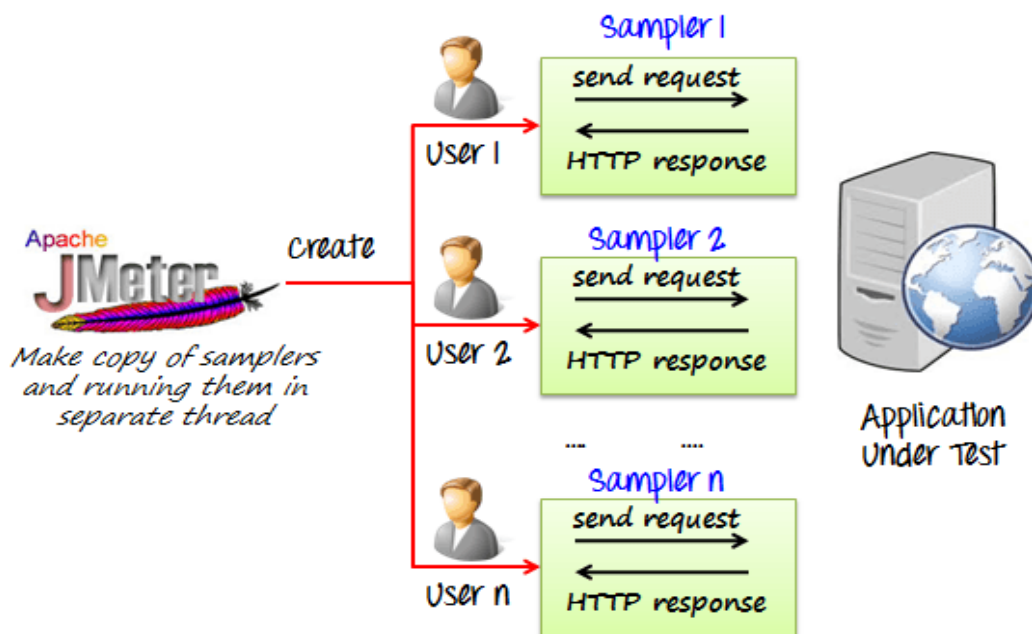 Apache
JMeter
Make copy of samplers
and running them in
separate thread
Create
User 1
Sampler 1
send request
HTTP response
User 2
Sampler 2
send request
HTTP response
.... ....
User n
Sampler n
send request
HTTP response
Application
Under Test